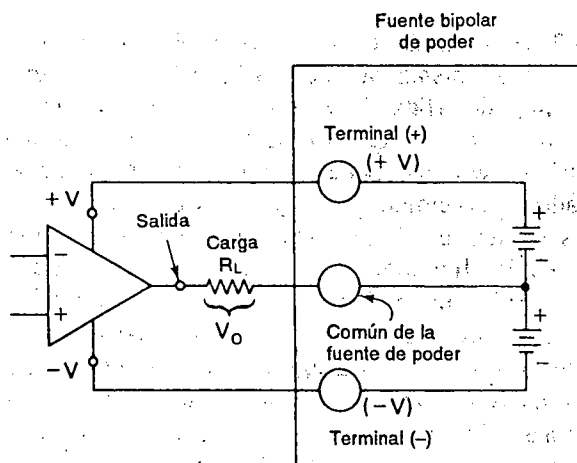 Fuente bipolar
de poder
Terminal (+)
(+ V)
+ V
Salida
Carga
R_L
V_O
Común de la
fuente de poder
− V
(− V)
Terminal (−)
+
−
+
−
−
+